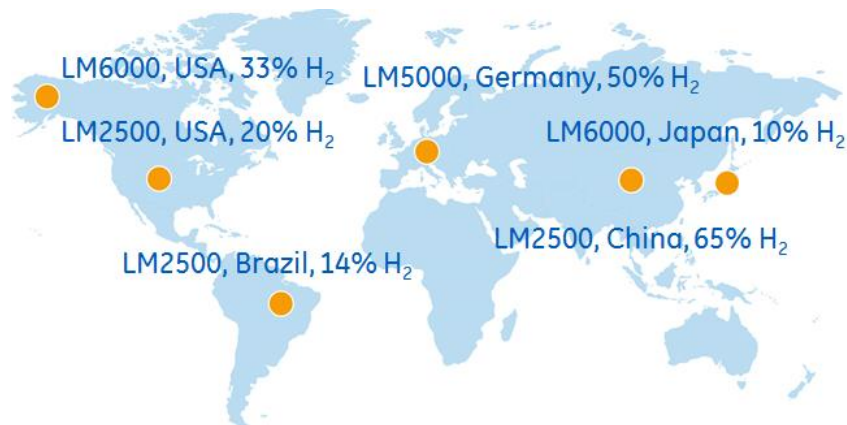 LM6000, USA, 33% H₂
LM5000, Germany, 50% H₂
LM2500, USA, 20% H₂
LM6000, Japan, 10% H₂
LM2500, China, 65% H₂
LM2500, Brazil, 14% H₂